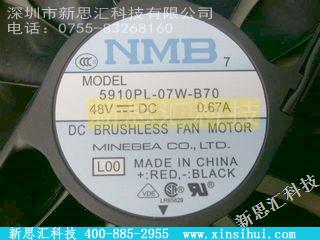 深圳市新思汇科技有限公司
电话：0755-83268160
NMB 7
MODEL
5910PL-07W-B70
48V DC 0.67A
DC BRUSHLESS FAN MOTOR
MINEBEA CO., LTD.
L00
MADE IN CHINA
+:RED,-:BLACK
VDE
LR65829
新思汇科技
新思汇科技 400-885-2955 www.xinsihui.com